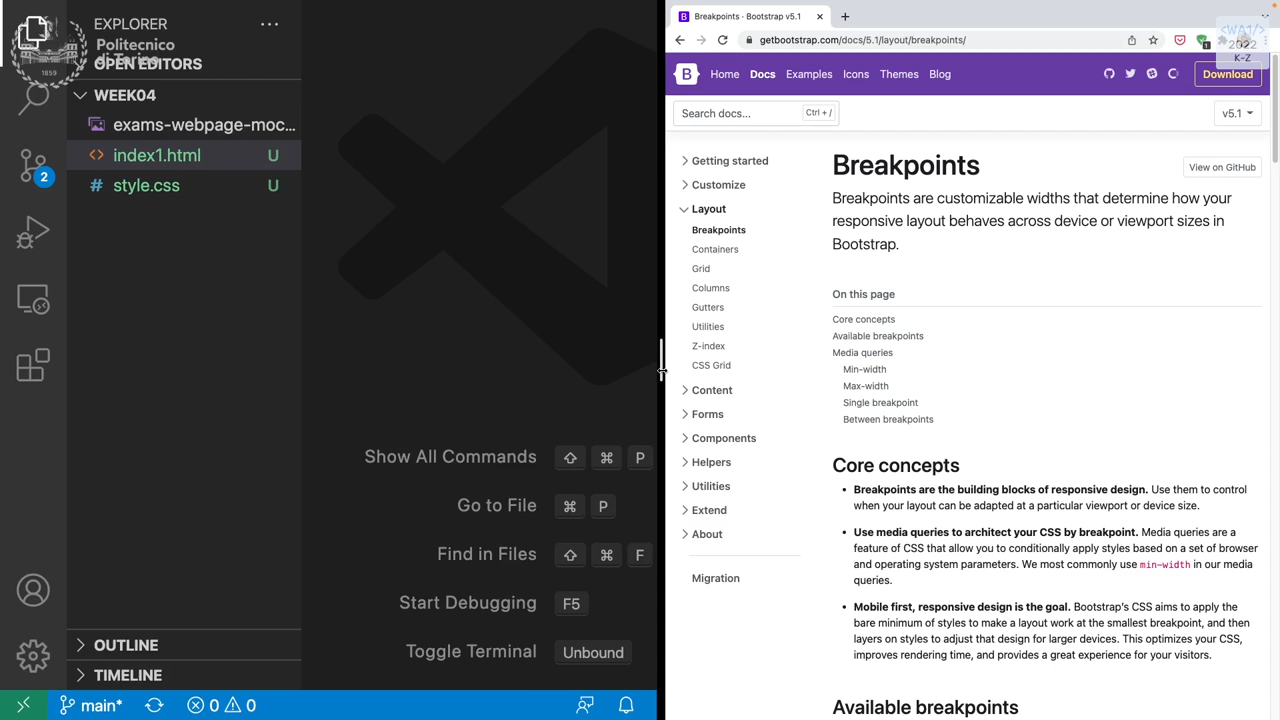 EXPLORER
Politecnico
OPEN EDITORS
1859
WEEK04
exams-webpage-moc...
index1.html U
# style.css U
2
OUTLINE
TIMELINE
main*
0 0
Show All Commands ⇧ ⌘ P
Go to File ⌘ P
Find in Files ⇧ ⌘ F
Start Debugging F5
Toggle Terminal Unbound
Breakpoints · Bootstrap v5.1
getbootstrap.com/docs/5.1/layout/breakpoints/
1
<WA1/>
2022
K-Z
B Home Docs Examples Icons Themes Blog Download
Search docs... Ctrl + / v5.1
Getting started
Customize
Layout
Breakpoints
Containers
Grid
Columns
Gutters
Utilities
Z-index
CSS Grid
Content
Forms
Components
Helpers
Utilities
Extend
About
Migration
Breakpoints
View on GitHub
Breakpoints are customizable widths that determine how your
responsive layout behaves across device or viewport sizes in
Bootstrap.
On this page
Core concepts
Available breakpoints
Media queries
Min-width
Max-width
Single breakpoint
Between breakpoints
Core concepts
• Breakpoints are the building blocks of responsive design. Use them to control
when your layout can be adapted at a particular viewport or device size.
• Use media queries to architect your CSS by breakpoint. Media queries are a
feature of CSS that allow you to conditionally apply styles based on a set of browser
and operating system parameters. We most commonly use min-width in our media
queries.
• Mobile first, responsive design is the goal. Bootstrap's CSS aims to apply the
bare minimum of styles to make a layout work at the smallest breakpoint, and then
layers on styles to adjust that design for larger devices. This optimizes your CSS,
improves rendering time, and provides a great experience for your visitors.
Available breakpoints